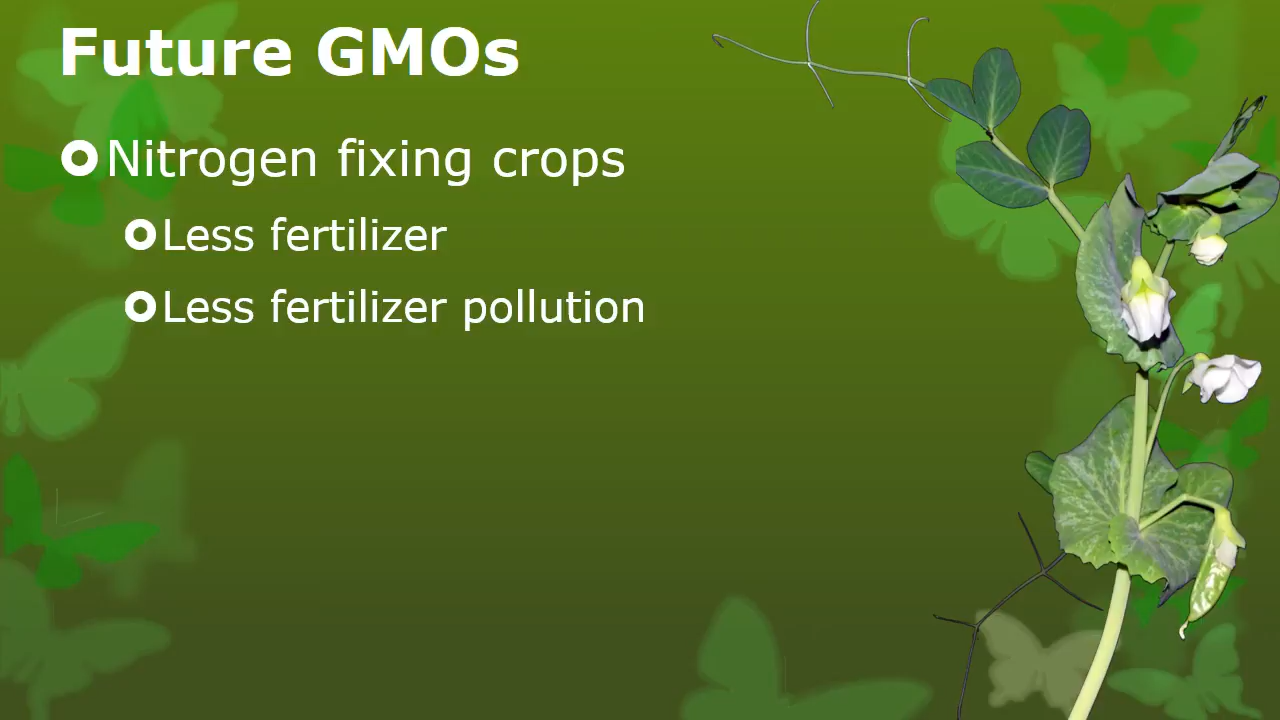 Future GMOs
Nitrogen fixing crops
Less fertilizer
Less fertilizer pollution